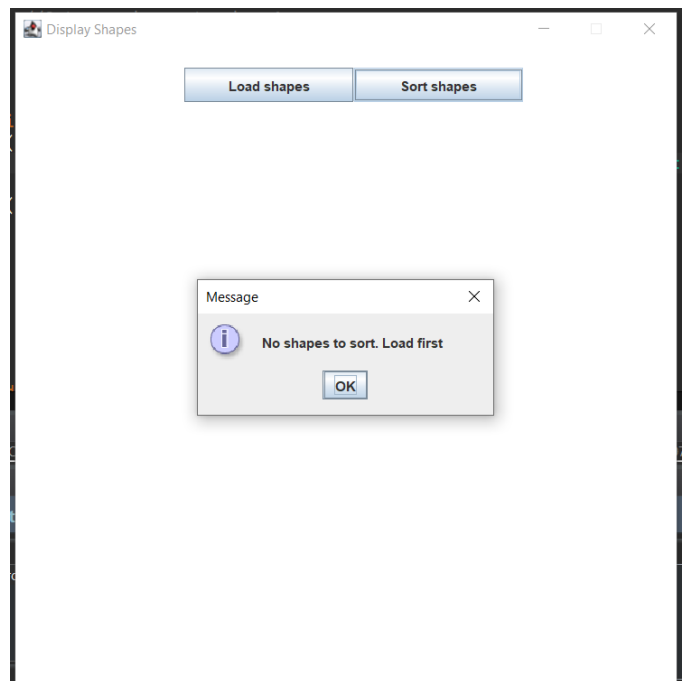 Display Shapes
Load shapes Sort shapes
Message
i No shapes to sort. Load first
OK